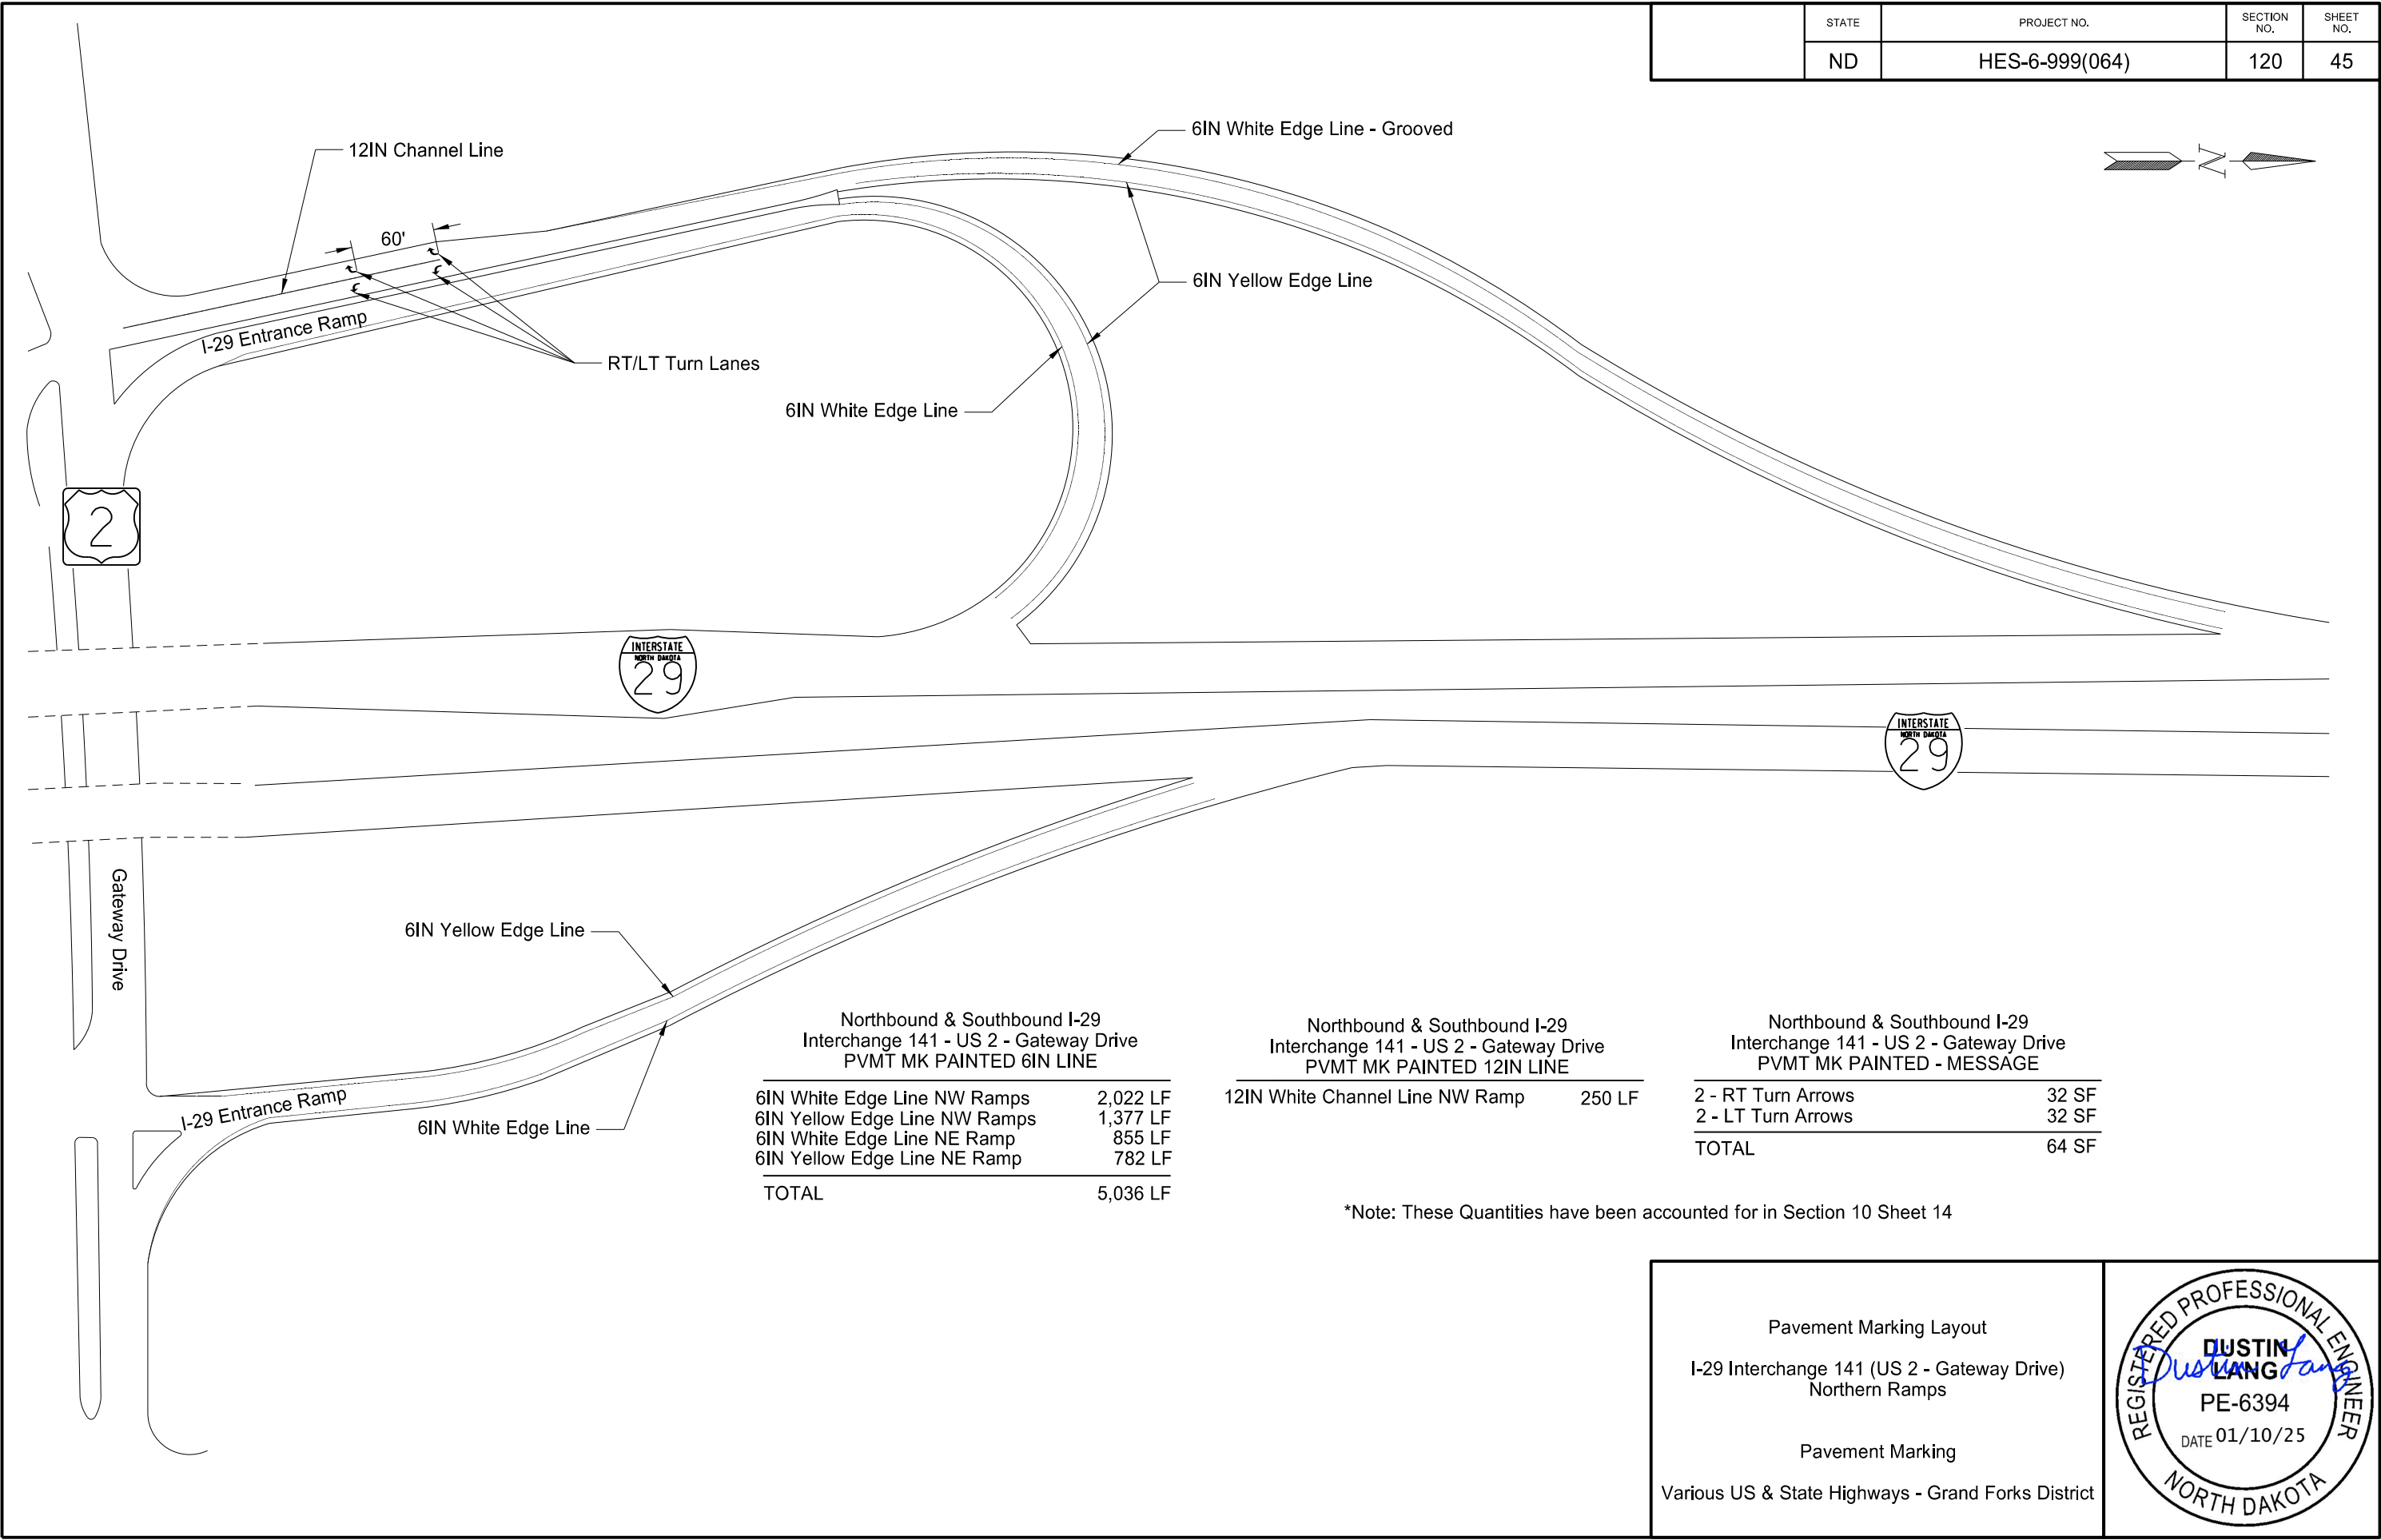 STATE
PROJECT NO.
SECTION NO.
SHEET NO.
ND
HES-6-999(064)
120
45
6IN White Edge Line - Grooved
12IN Channel Line
N
60'
6IN Yellow Edge Line
I-29 Entrance Ramp
RT/LT Turn Lanes
6IN White Edge Line
2
INTERSTATE
NORTH DAKOTA
29
INTERSTATE
NORTH DAKOTA
29
Gateway Drive
6IN Yellow Edge Line
I-29 Entrance Ramp
6IN White Edge Line
Northbound & Southbound I-29
Interchange 141 - US 2 - Gateway Drive
PVMT MK PAINTED 6IN LINE
6IN White Edge Line NW Ramps 2,022 LF
6IN Yellow Edge Line NW Ramps 1,377 LF
6IN White Edge Line NE Ramp 855 LF
6IN Yellow Edge Line NE Ramp 782 LF
TOTAL 5,036 LF
Northbound & Southbound I-29
Interchange 141 - US 2 - Gateway Drive
PVMT MK PAINTED 12IN LINE
12IN White Channel Line NW Ramp 250 LF
Northbound & Southbound I-29
Interchange 141 - US 2 - Gateway Drive
PVMT MK PAINTED - MESSAGE
2 - RT Turn Arrows 32 SF
2 - LT Turn Arrows 32 SF
TOTAL 64 SF
*Note: These Quantities have been accounted for in Section 10 Sheet 14
Pavement Marking Layout
I-29 Interchange 141 (US 2 - Gateway Drive)
Northern Ramps
Pavement Marking
Various US & State Highways - Grand Forks District
REGISTERED PROFESSIONAL ENGINEER
DUSTIN
LANG
Dustin Lang
PE-6394
DATE 01/10/25
NORTH DAKOTA